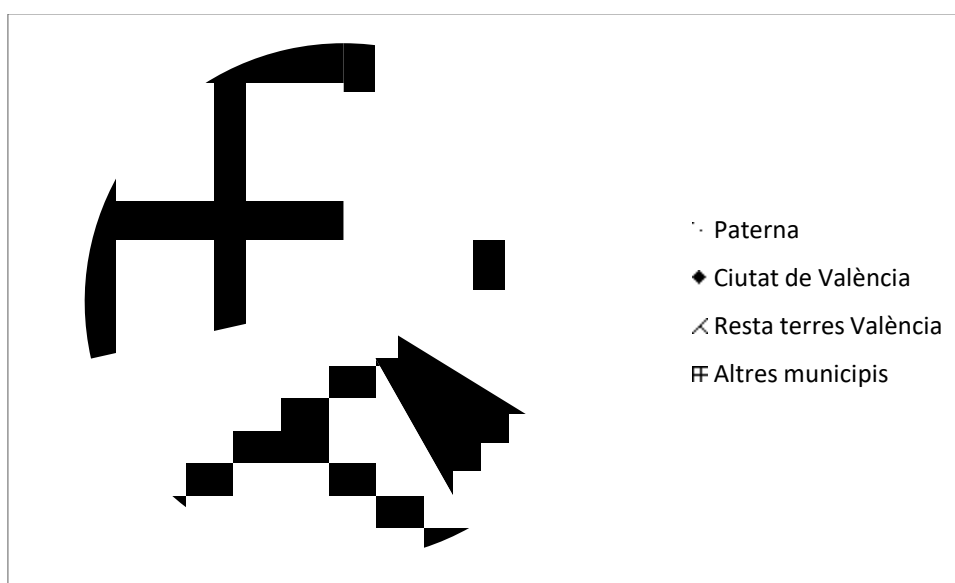 Paterna
Ciutat de València
Resta terres València
Altres municipis